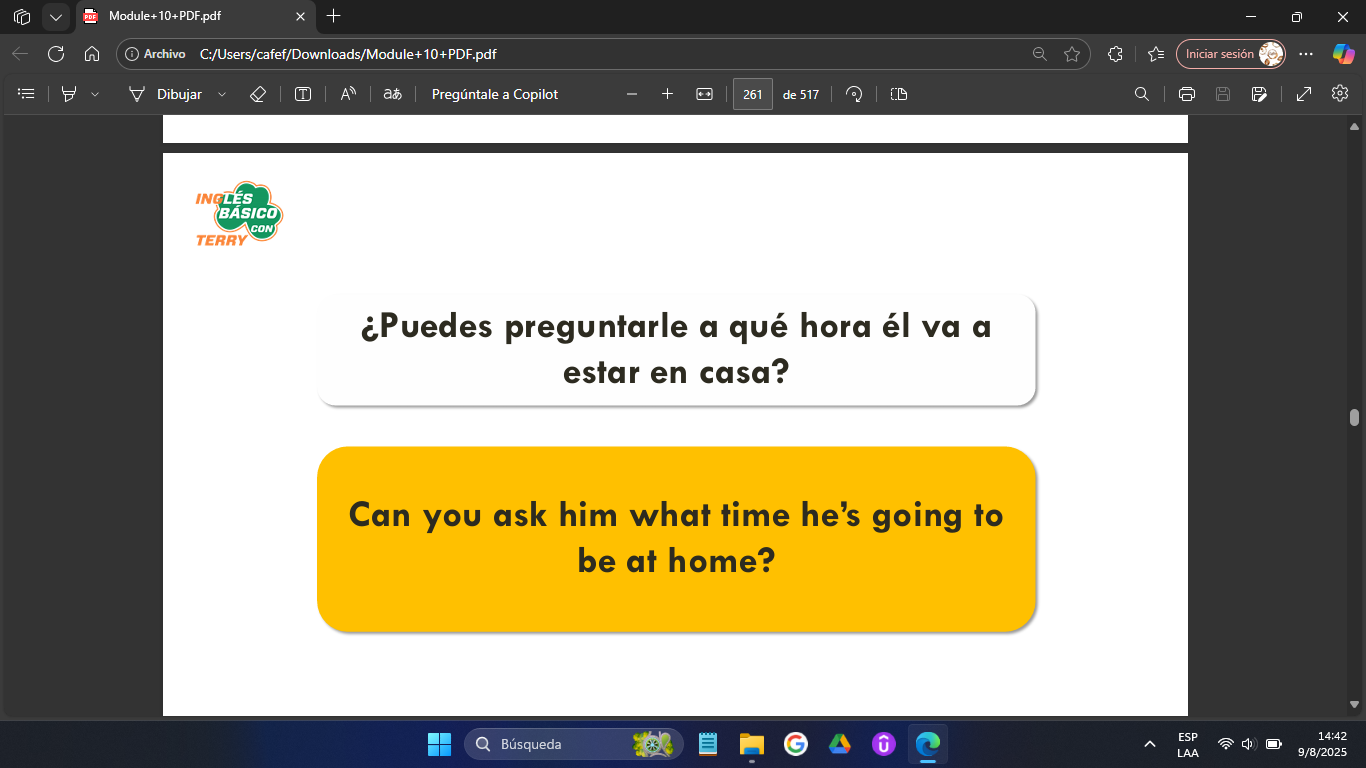 Module+10+PDF.pdf
Archivo C:/Users/cafef/Downloads/Module+10+PDF.pdf
Iniciar sesión
Dibujar
aあ
Pregúntale a Copilot
261 de 517
INGLÉS
BÁSICO
CON
TERRY
¿Puedes preguntarle a qué hora él va a
estar en casa?
Can you ask him what time he’s going to
be at home?
Búsqueda
ESP
LAA
14:42
9/8/2025